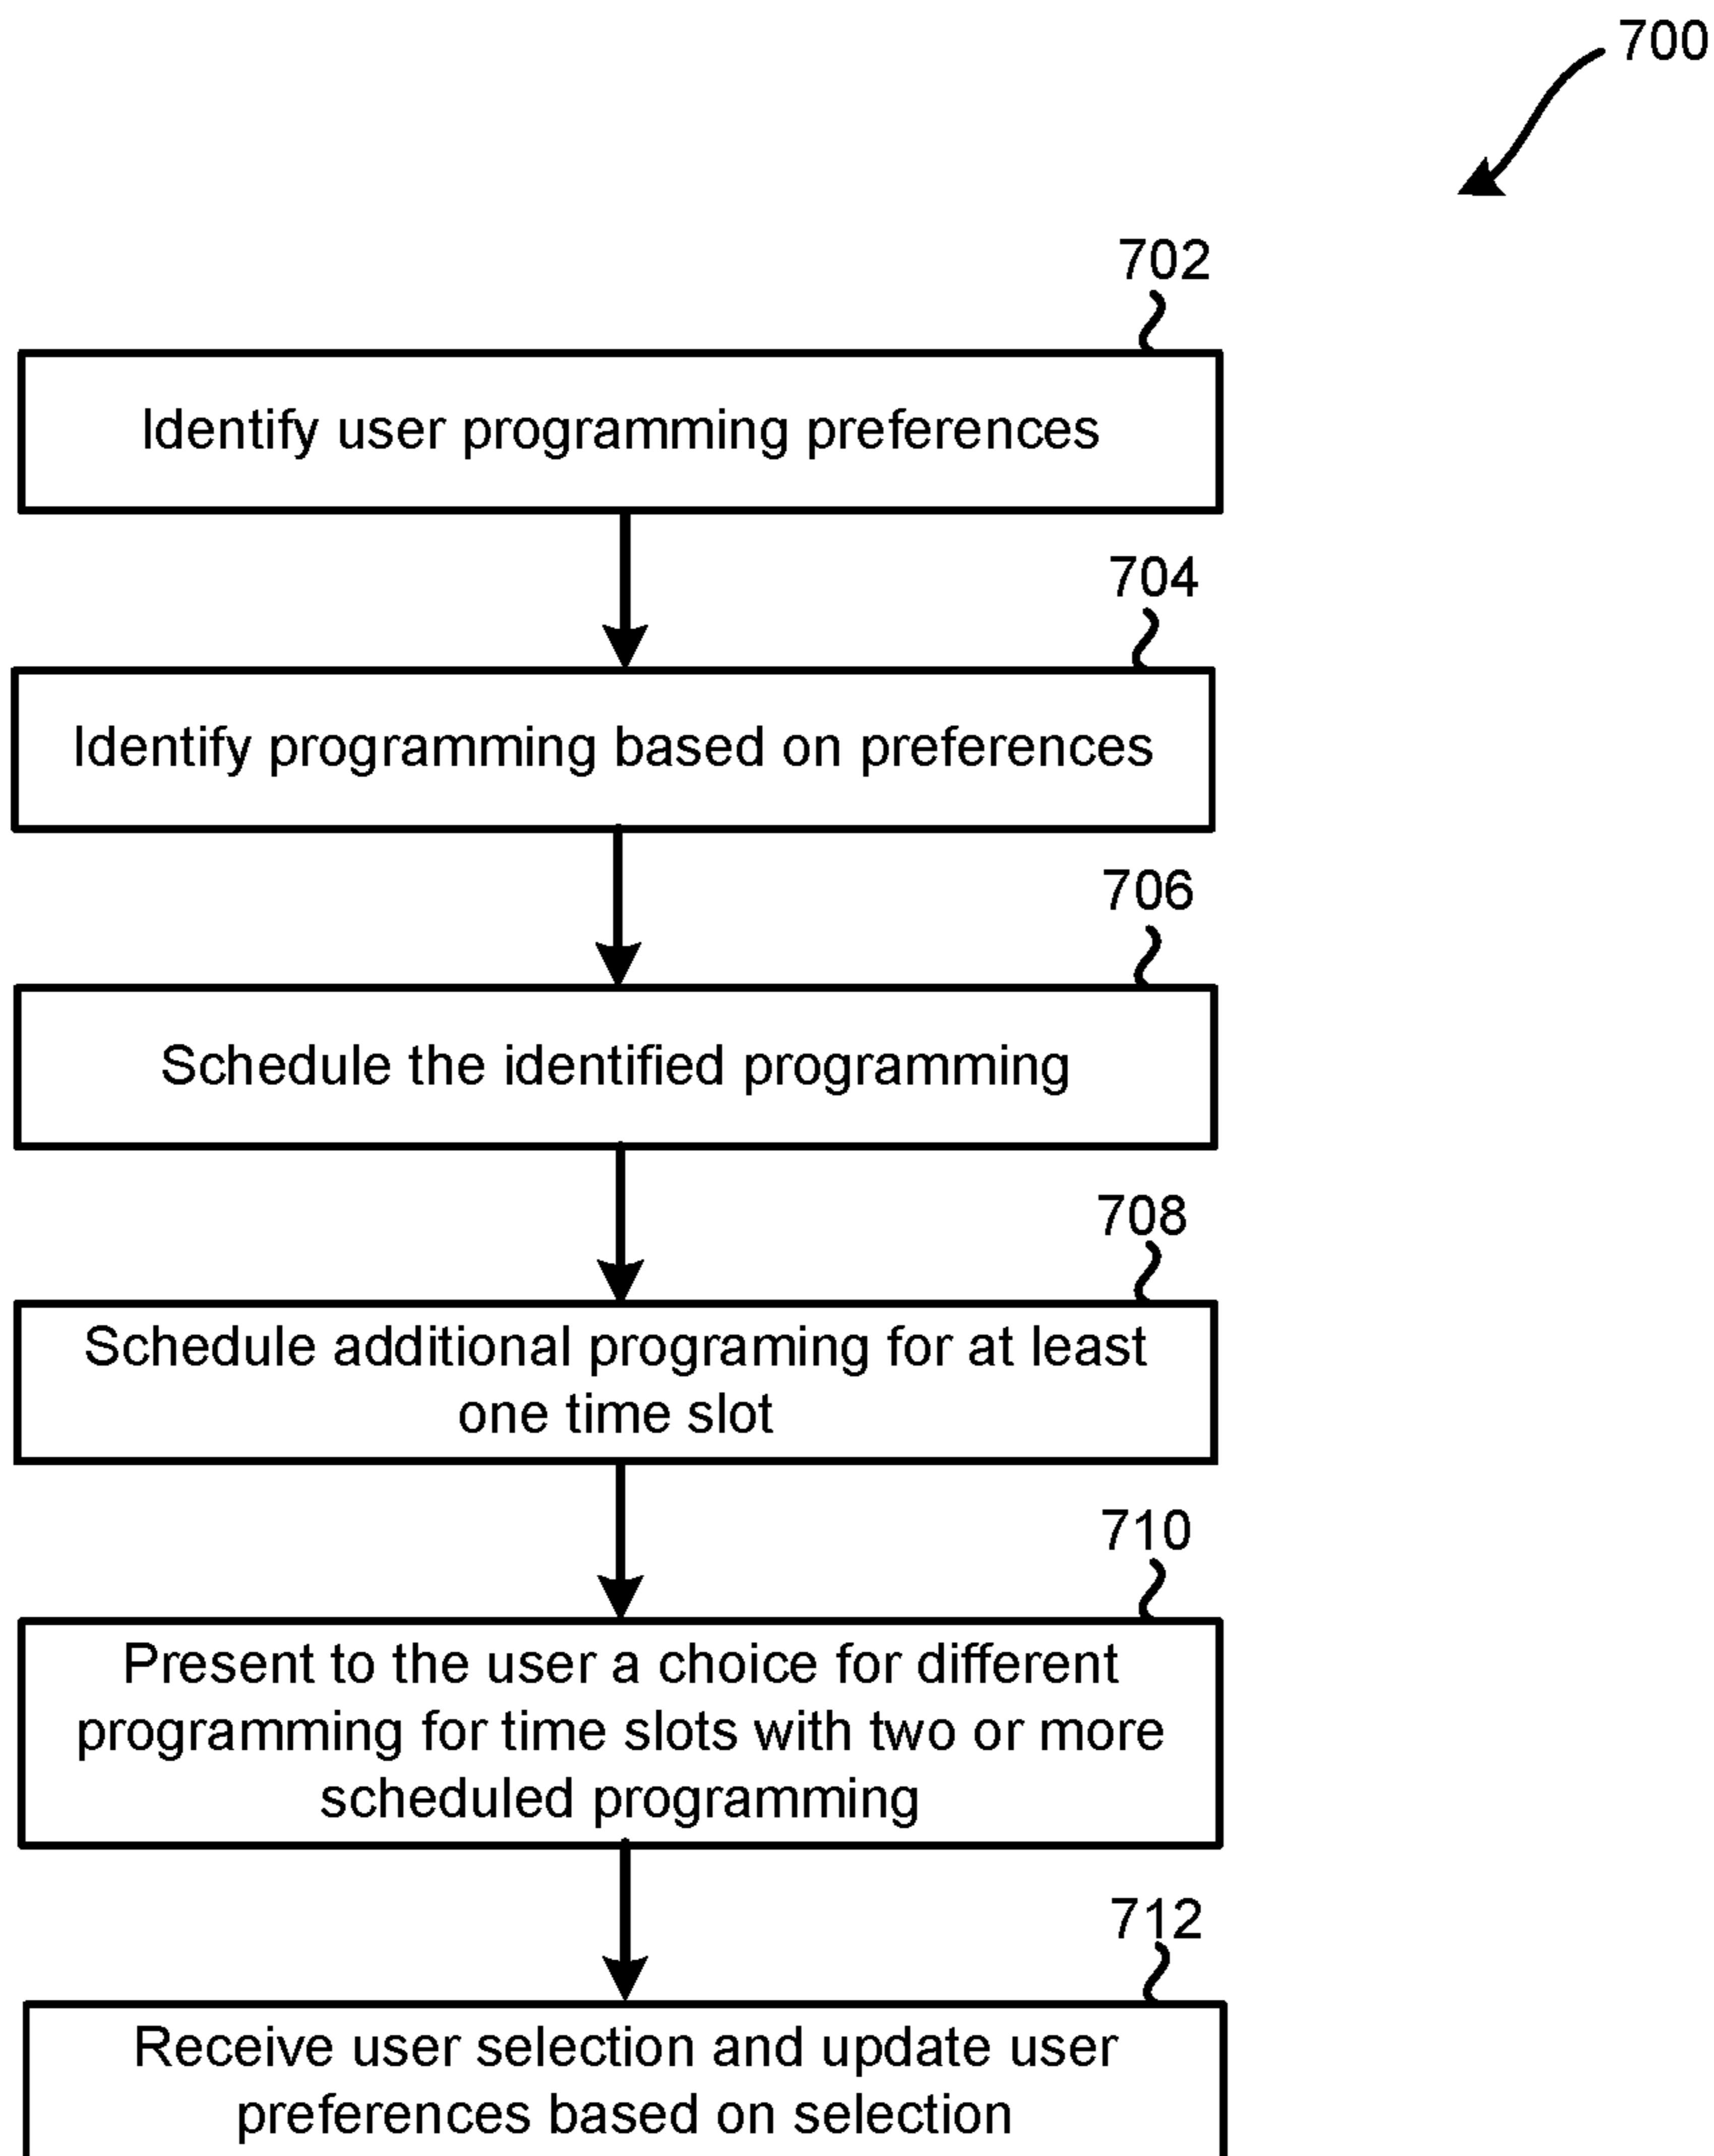 700
702
Identify user programming preferences
704
Identify programming based on preferences
706
Schedule the identified programming
708
Schedule additional programing for at least
one time slot
710
Present to the user a choice for different
programming for time slots with two or more
scheduled programming
712
Receive user selection and update user
preferences based on selection